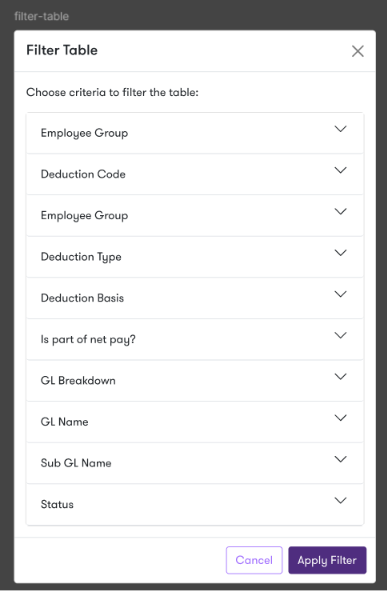 filter-table
Filter Table
Choose criteria to filter the table:
Employee Group
Deduction Code
Employee Group
Deduction Type
Deduction Basis
Is part of net pay?
GL Breakdown
GL Name
Sub GL Name
Status
Cancel
Apply Filter